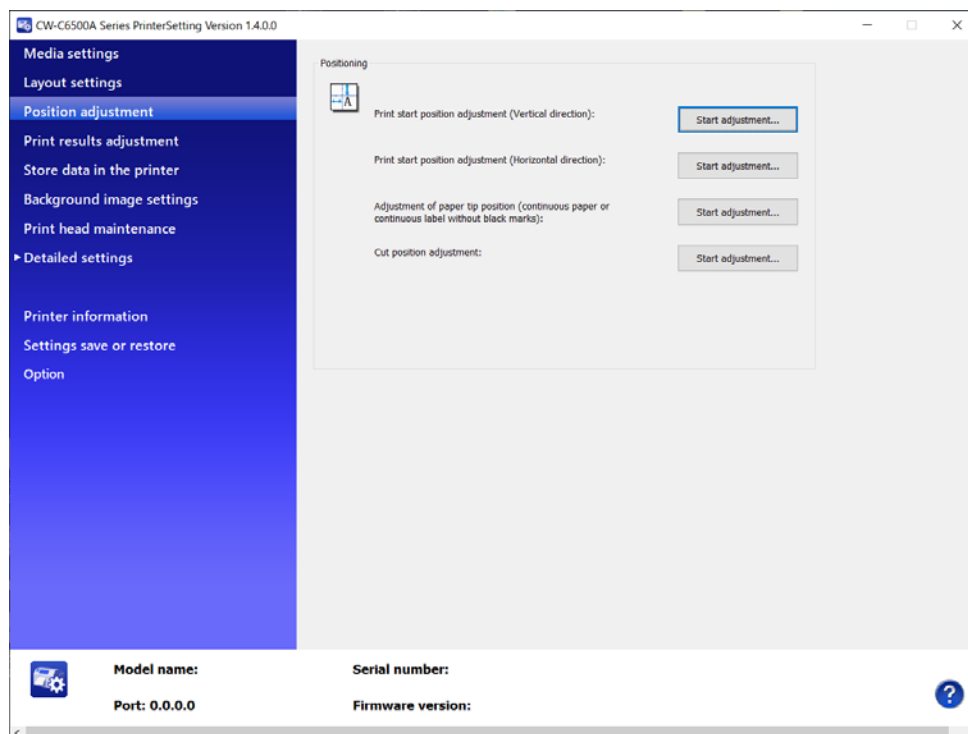 CW-C6500A Series PrinterSetting Version 1.4.0.0
Media settings
Layout settings
Position adjustment
Print results adjustment
Store data in the printer
Background image settings
Print head maintenance
Detailed settings
Printer information
Settings save or restore
Option
Positioning
A
Print start position adjustment (Vertical direction):
Start adjustment...
Print start position adjustment (Horizontal direction):
Start adjustment...
Adjustment of paper tip position (continuous paper or
continuous label without black marks):
Start adjustment...
Cut position adjustment:
Start adjustment...
Model name:
Serial number:
Port: 0.0.0.0
Firmware version:
?